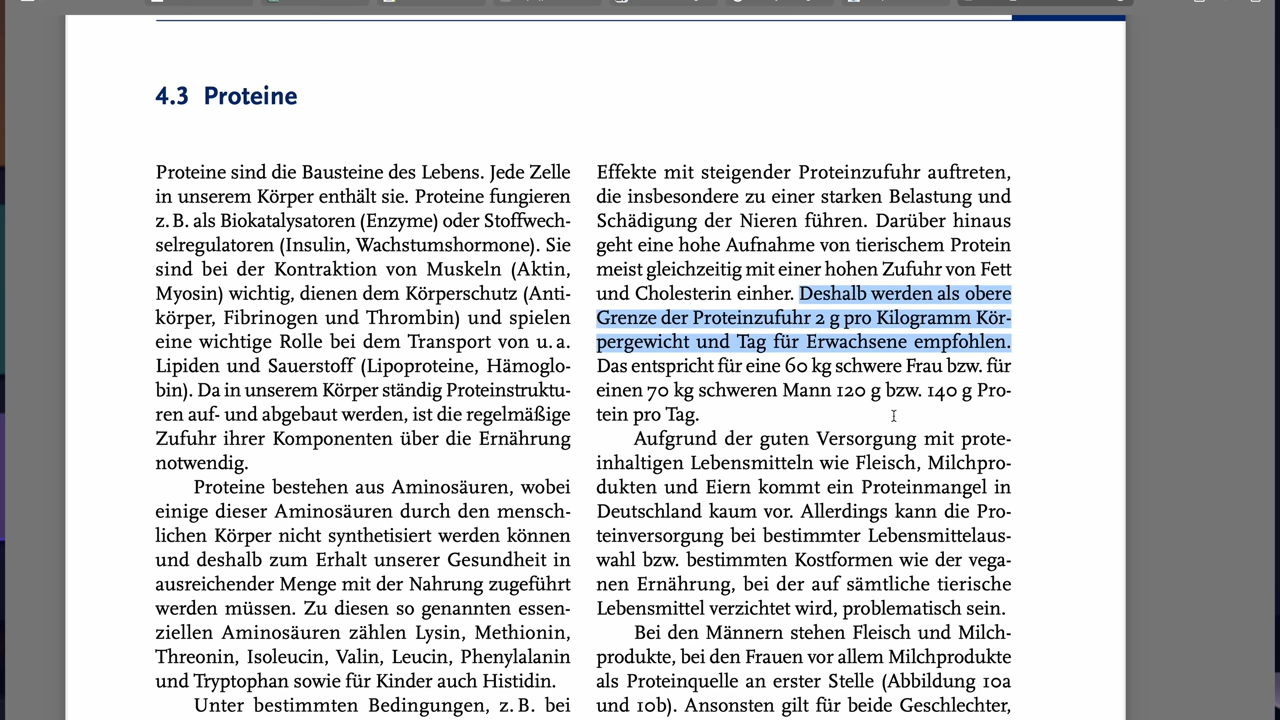 4.3 Proteine
Proteine sind die Bausteine des Lebens. Jede Zelle
in unserem Körper enthält sie. Proteine fungieren
z. B. als Biokatalysatoren (Enzyme) oder Stoffwech-
selregulatoren (Insulin, Wachstumshormone). Sie
sind bei der Kontraktion von Muskeln (Aktin,
Myosin) wichtig, dienen dem Körperschutz (Anti-
körper, Fibrinogen und Thrombin) und spielen
eine wichtige Rolle bei dem Transport von u. a.
Lipiden und Sauerstoff (Lipoproteine, Hämoglo-
bin). Da in unserem Körper ständig Proteinstruktu-
ren auf- und abgebaut werden, ist die regelmäßige
Zufuhr ihrer Komponenten über die Ernährung
notwendig.
Proteine bestehen aus Aminosäuren, wobei
einige dieser Aminosäuren durch den mensch-
lichen Körper nicht synthetisiert werden können
und deshalb zum Erhalt unserer Gesundheit in
ausreichender Menge mit der Nahrung zugeführt
werden müssen. Zu diesen so genannten essen-
ziellen Aminosäuren zählen Lysin, Methionin,
Threonin, Isoleucin, Valin, Leucin, Phenylalanin
und Tryptophan sowie für Kinder auch Histidin.
Unter bestimmten Bedingungen, z. B. bei
Effekte mit steigender Proteinzufuhr auftreten,
die insbesondere zu einer starken Belastung und
Schädigung der Nieren führen. Darüber hinaus
geht eine hohe Aufnahme von tierischem Protein
meist gleichzeitig mit einer hohen Zufuhr von Fett
und Cholesterin einher. Deshalb werden als obere
Grenze der Proteinzufuhr 2 g pro Kilogramm Kör-
pergewicht und Tag für Erwachsene empfohlen.
Das entspricht für eine 60 kg schwere Frau bzw. für
einen 70 kg schweren Mann 120 g bzw. 140 g Pro-
tein pro Tag.
Aufgrund der guten Versorgung mit prote-
inhaltigen Lebensmitteln wie Fleisch, Milchpro-
dukten und Eiern kommt ein Proteinmangel in
Deutschland kaum vor. Allerdings kann die Pro-
teinversorgung bei bestimmter Lebensmittelaus-
wahl bzw. bestimmten Kostformen wie der vega-
nen Ernährung, bei der auf sämtliche tierische
Lebensmittel verzichtet wird, problematisch sein.
Bei den Männern stehen Fleisch und Milch-
produkte, bei den Frauen vor allem Milchprodukte
als Proteinquelle an erster Stelle (Abbildung 10a
und 10b). Ansonsten gilt für beide Geschlechter,